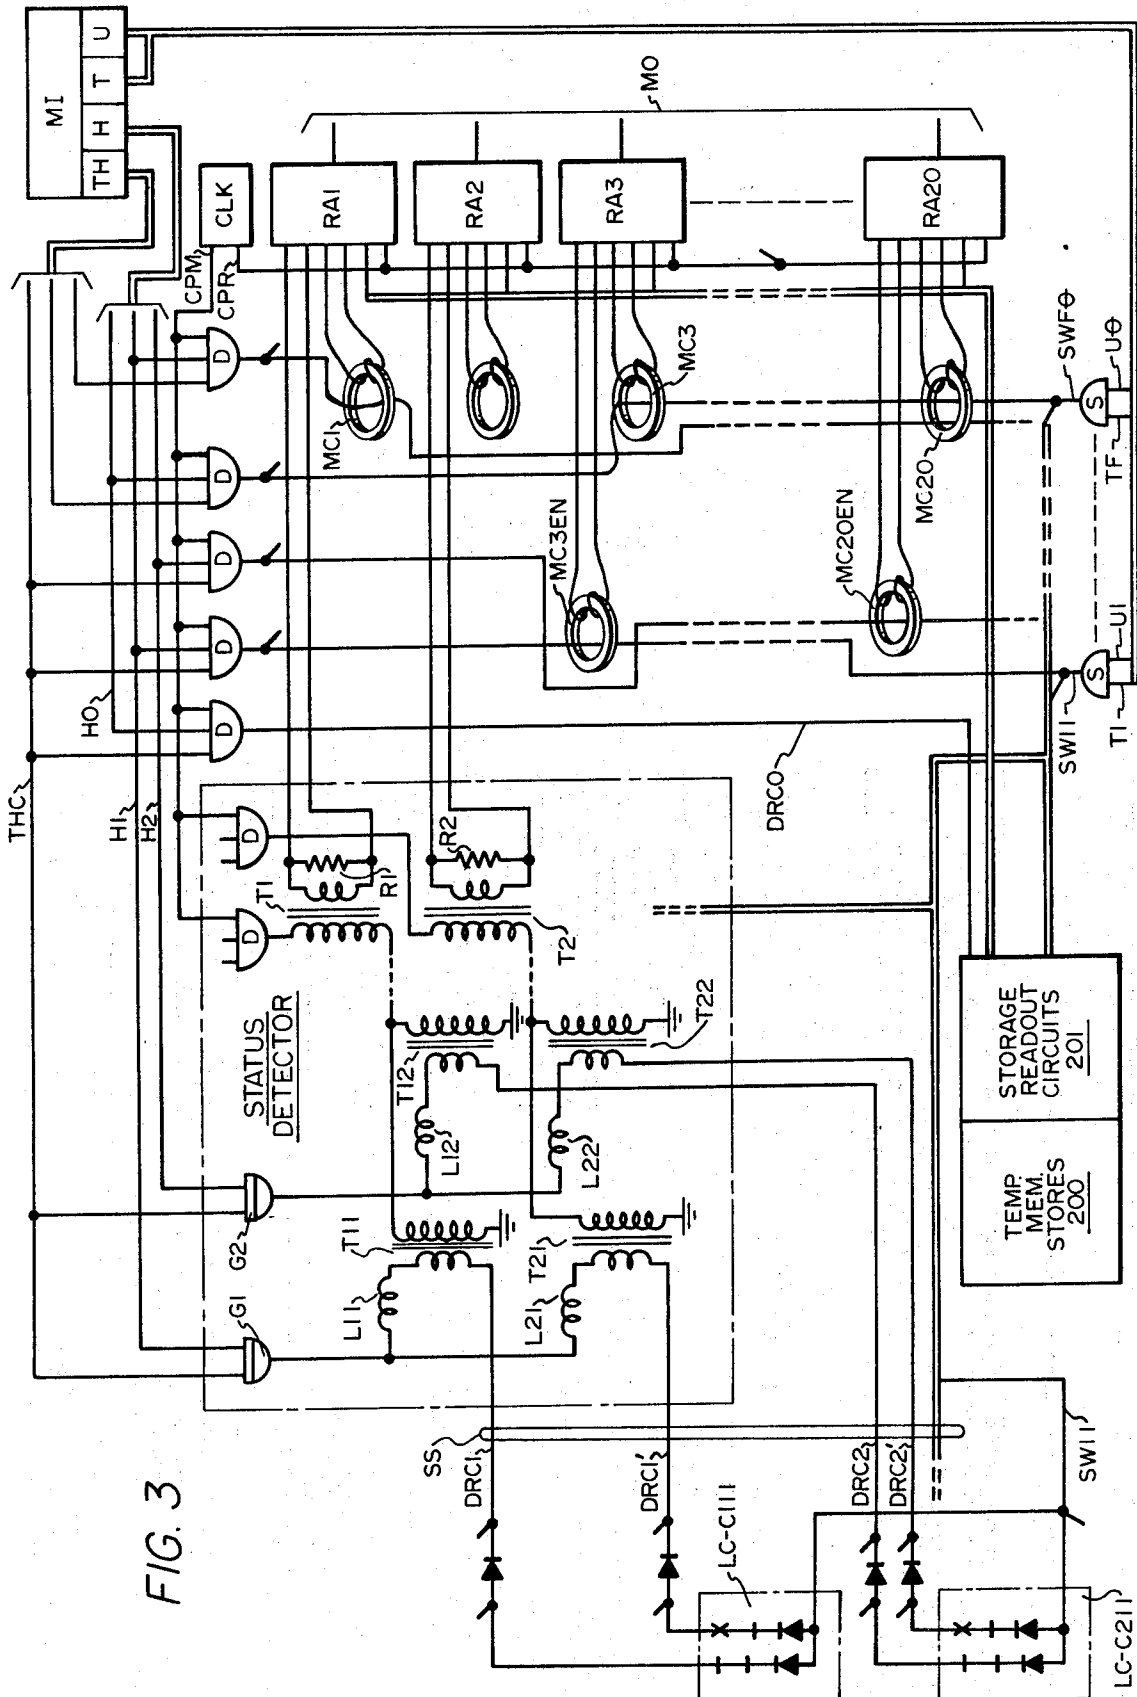 FIG. 3
THC
H0
H1
H2
MI
TH
H
T
U
CPM
CPR
CLK
G1
G2
STATUS
DETECTOR
D
D
D
D
D
D
D
T1
R1
R2
T2
RA1
RA2
RA3
RA20
MO
MC1
MC3
MC3EN
MC20EN
MC20
L11
T11
L12
T12
L21
T21
L22
T22
SS
DRC1
DRC1'
DRC2
DRC2'
DRC0
LC-C111
LC-C211
SW11
TEMP.
MEM.
STORES
200
STORAGE
READOUT
CIRCUITS
201
SW11
S
T1
U1
S
SWFØ
TF
UØ